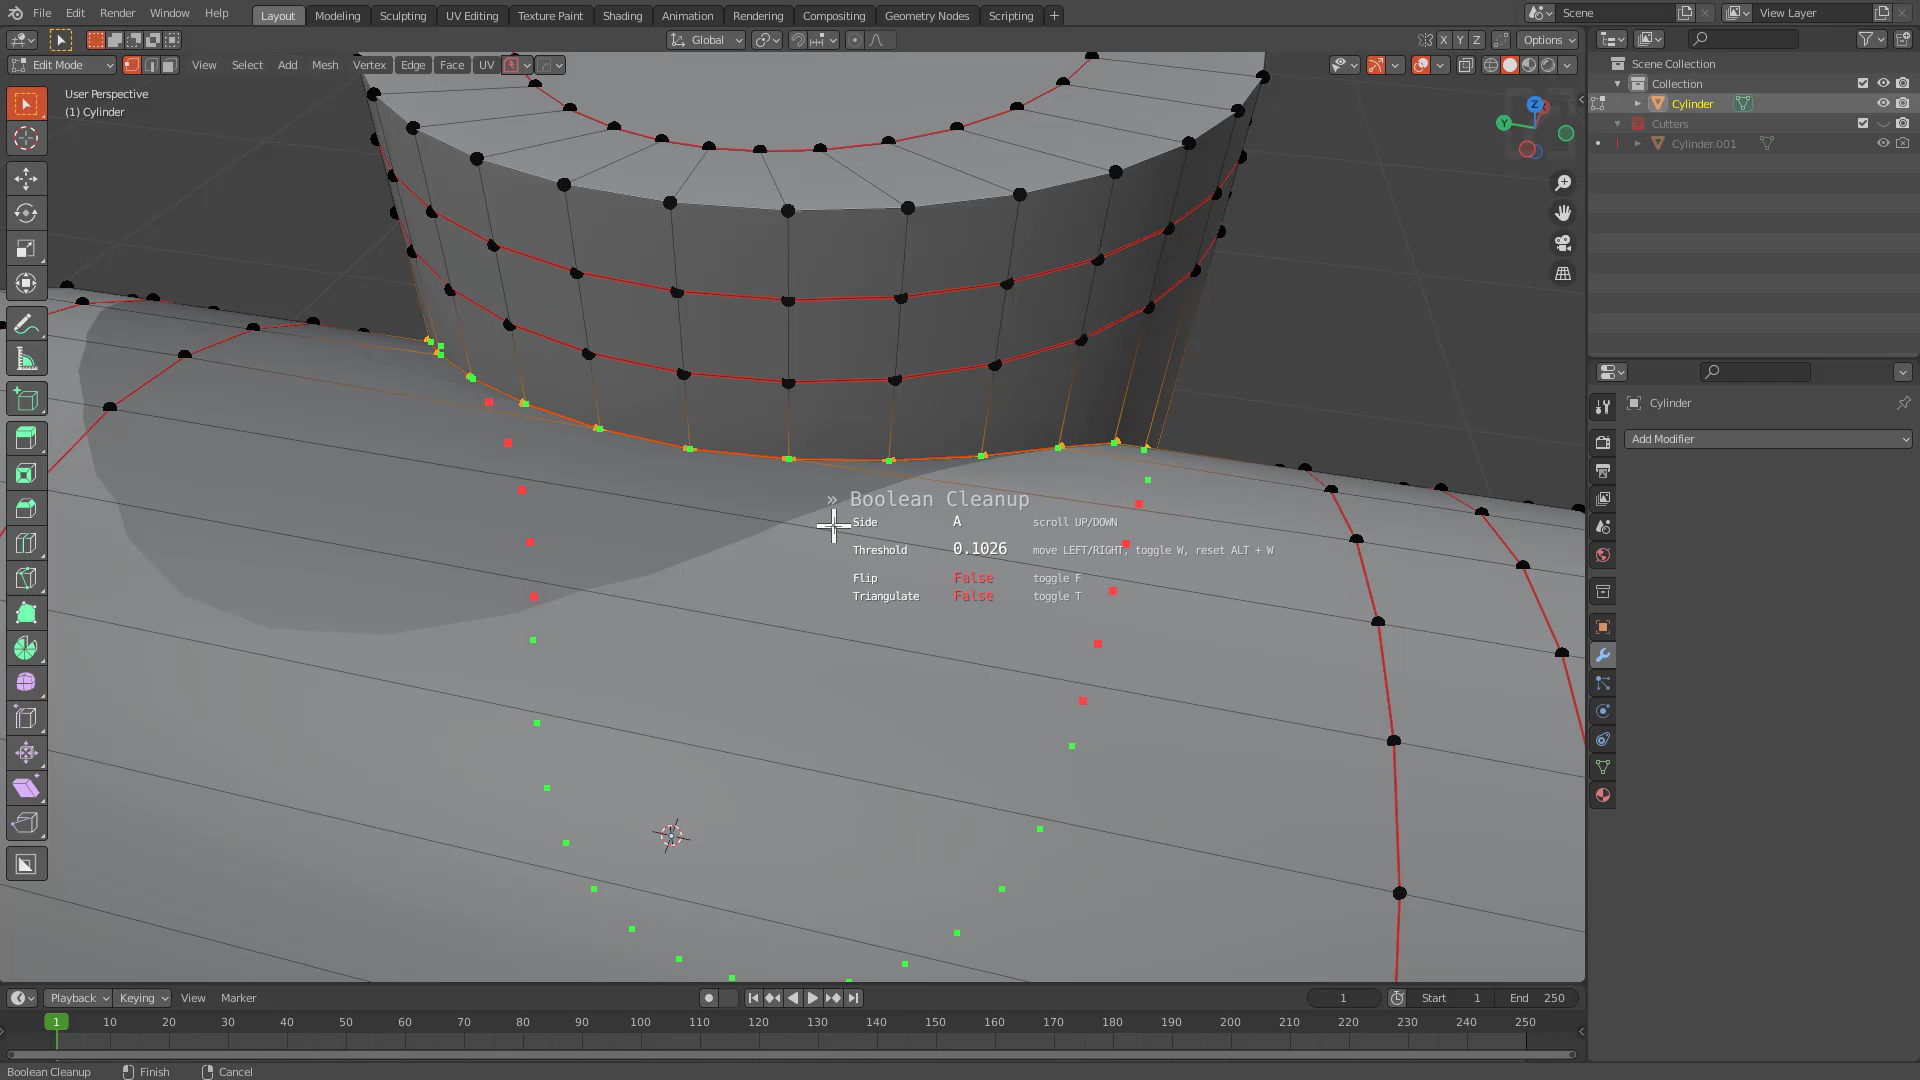 File Edit Render Window Help Layout Modeling Sculpting UV Editing Texture Paint Shading Animation Rendering Compositing Geometry Nodes Scripting + Scene View Layer
Global X Y Z Options
Edit Mode View Select Add Mesh Vertex Edge Face UV
User Perspective
(1) Cylinder
Z
Y
Scene Collection
Collection
Cylinder
Cutters
Cylinder.001
Cylinder
Add Modifier
» Boolean Cleanup
Side A scroll UP/DOWN
Threshold 0.1026 move LEFT/RIGHT, toggle W, reset ALT + W
Flip False toggle F
Triangulate False toggle T
Playback Keying View Marker 1 Start 1 End 250
1 10 20 30 40 50 60 70 80 90 100 110 120 130 140 150 160 170 180 190 200 210 220 230 240 250
Boolean Cleanup Finish Cancel